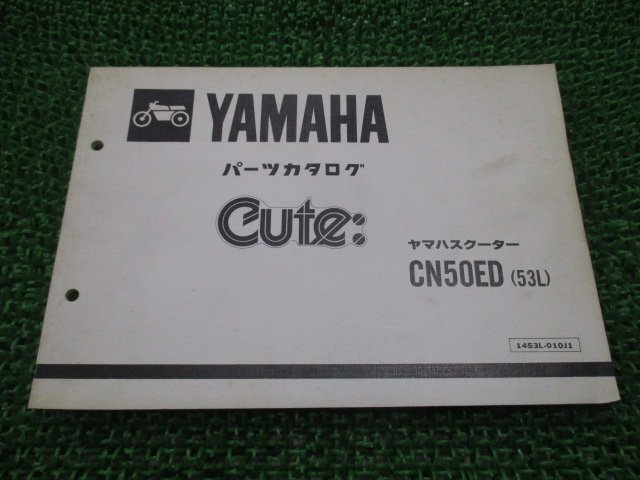 YAMAHA
パーツカタログ
Cute:
ヤマハスクーター
CN50ED (53L)
1453L-010J1